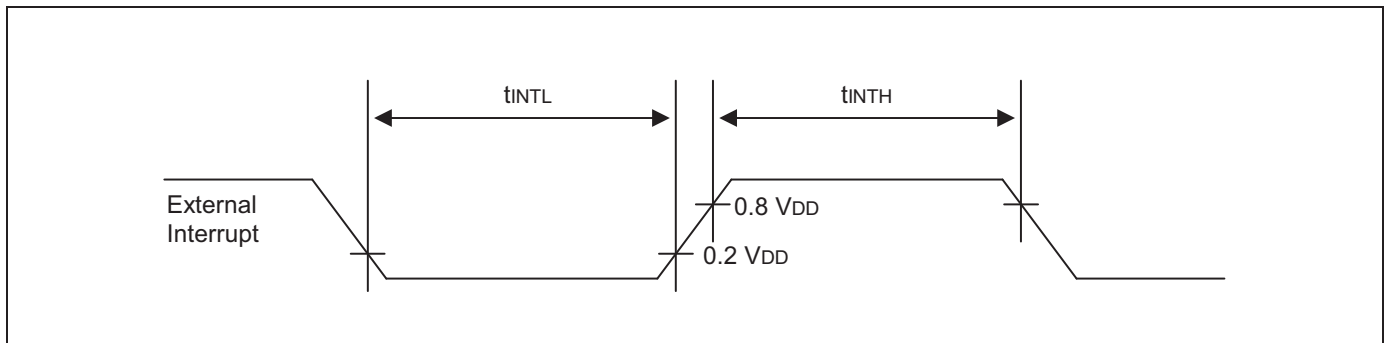 tINTL
tINTH
External
Interrupt
0.8 VDD
0.2 VDD